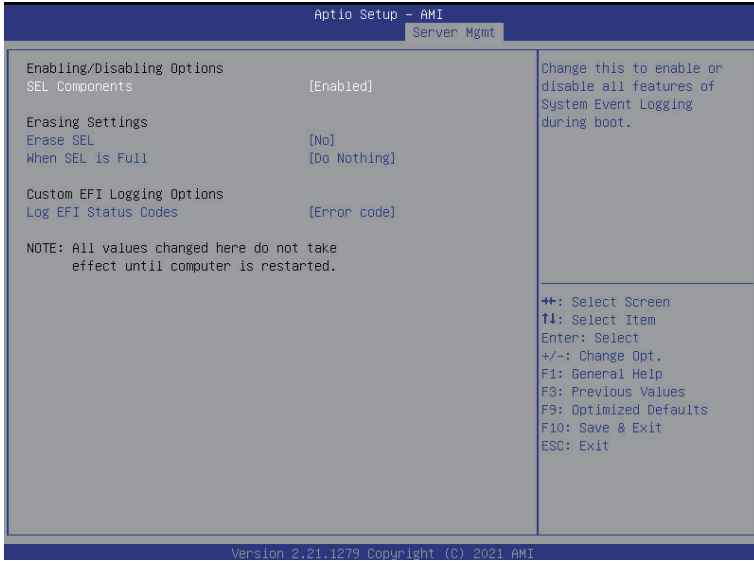 Aptio Setup – AMI
Server Mgmt
Enabling/Disabling Options
SEL Components [Enabled]
Erasing Settings
Erase SEL [No]
When SEL is Full [Do Nothing]
Custom EFI Logging Options
Log EFI Status Codes [Error code]
NOTE: All values changed here do not take
effect until computer is restarted.
Change this to enable or
disable all features of
System Event Logging
during boot.
→←: Select Screen
↑↓: Select Item
Enter: Select
+/-: Change Opt.
F1: General Help
F3: Previous Values
F9: Optimized Defaults
F10: Save & Exit
ESC: Exit
Version 2.21.1279 Copyright (C) 2021 AMI